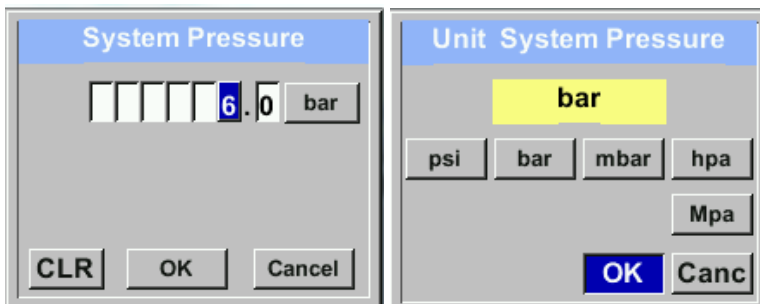 System Pressure
6.0 bar
CLR OK Cancel
Unit System Pressure
bar
psi bar mbar hpa
Mpa
OK Canc